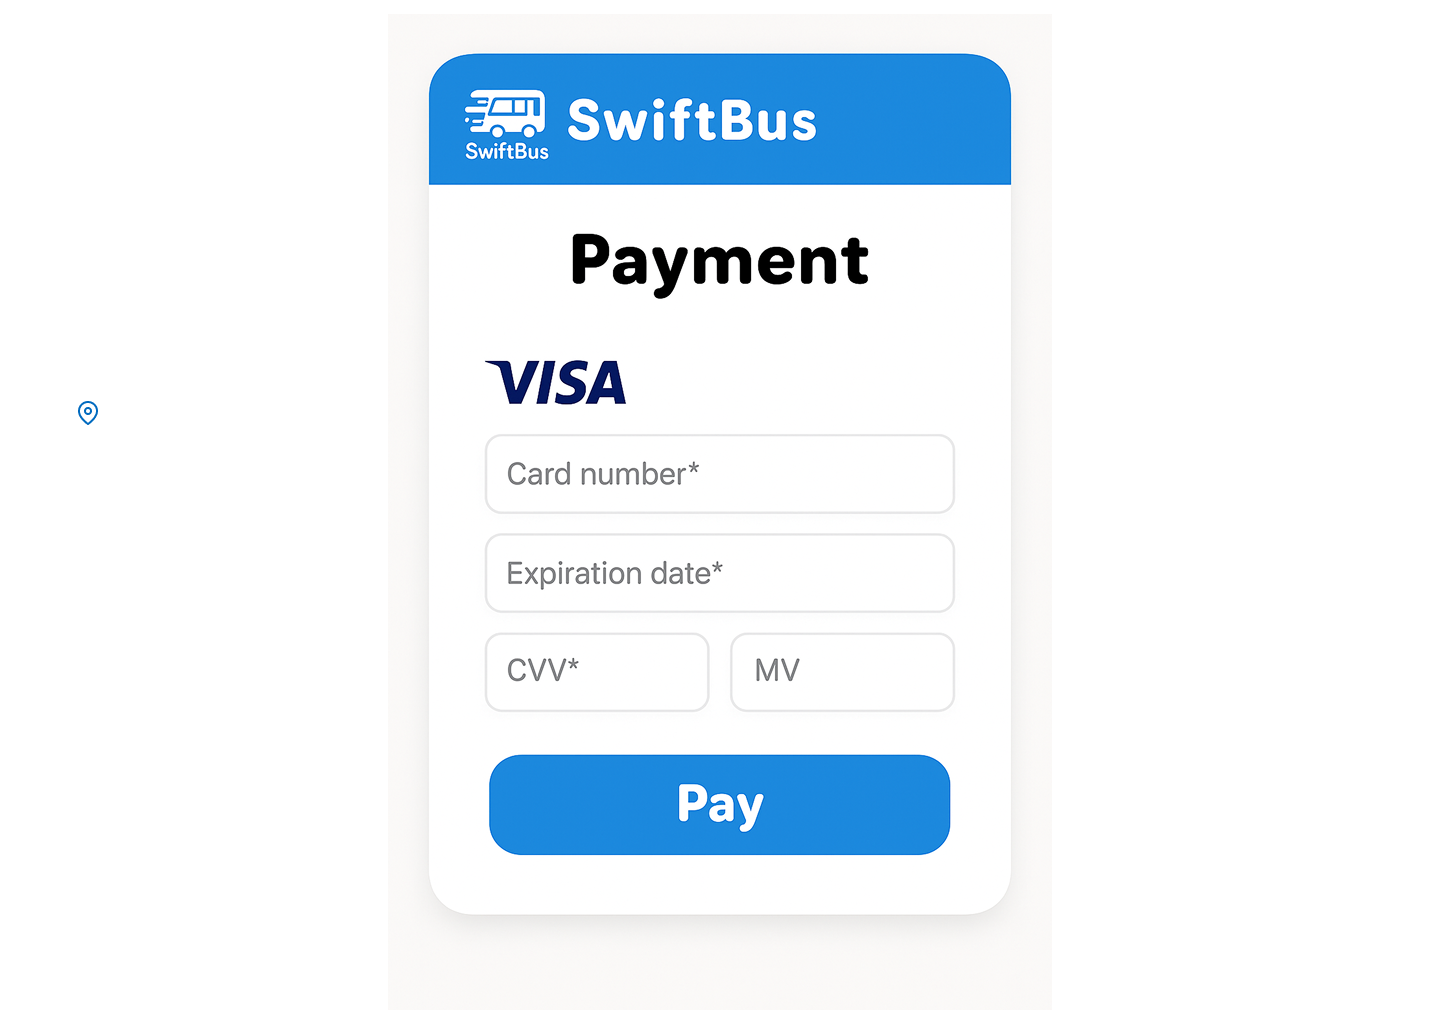 SwiftBus
SwiftBus
Payment
VISA
Card number*
Expiration date*
CVV* MV
Pay